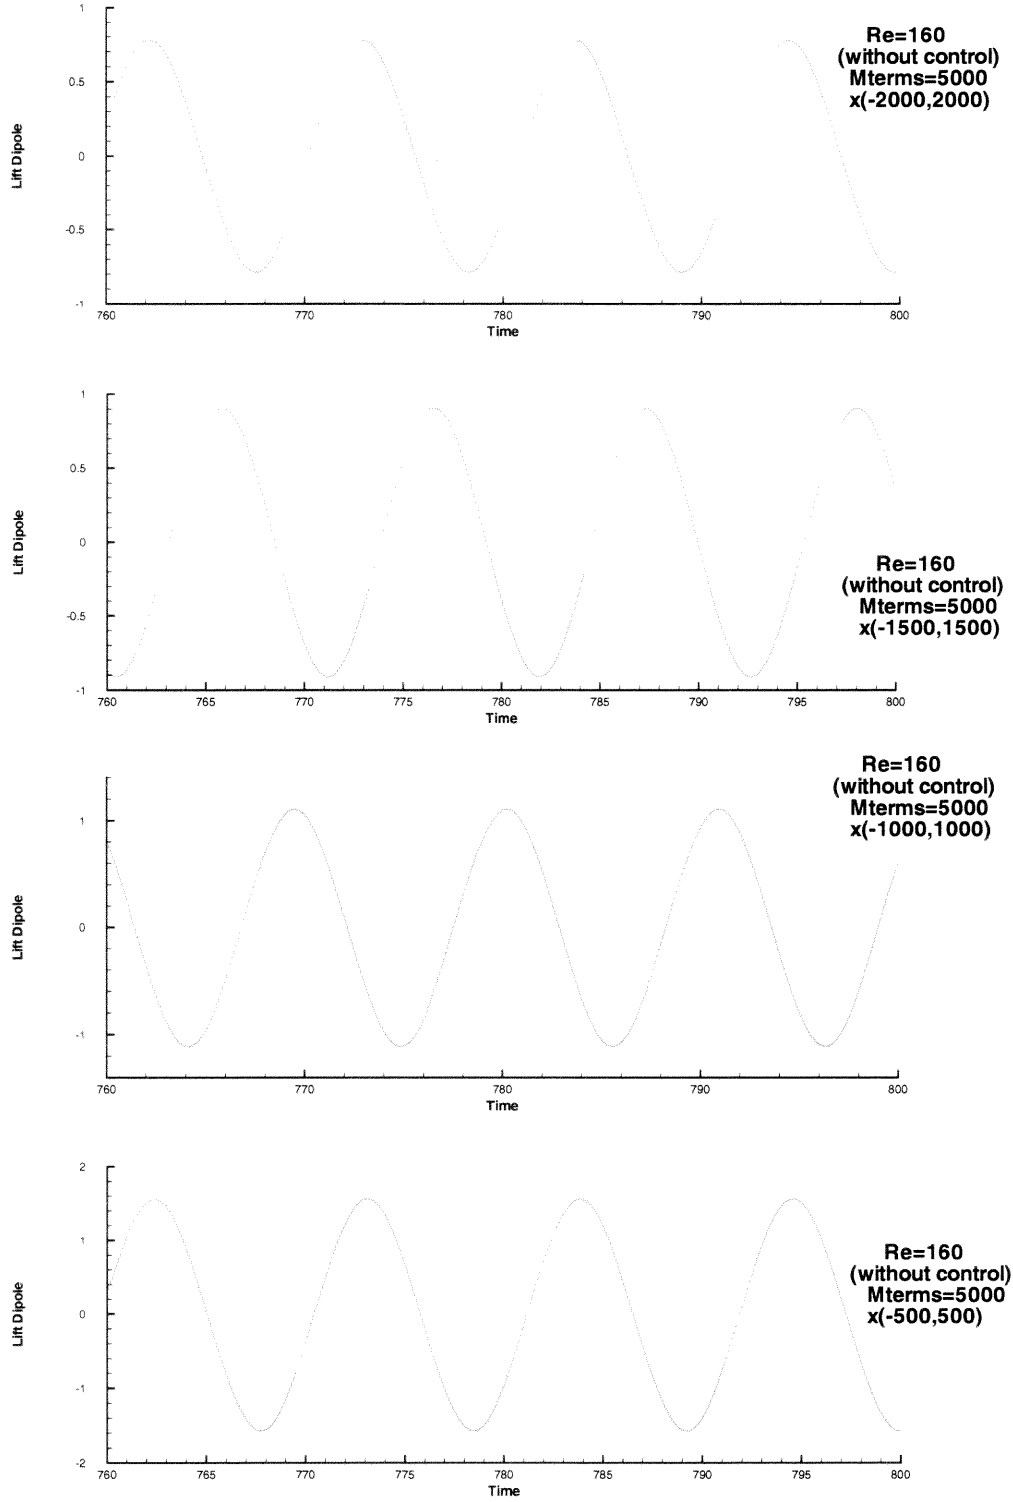 1
0.5
0
-0.5
-1
Lift Dipole
760
770
780
790
800
Time
Re=160
(without control)
Mterms=5000
x(-2000,2000)
1
0.5
0
-0.5
-1
Lift Dipole
760
765
770
775
780
785
790
795
800
Time
Re=160
(without control)
Mterms=5000
x(-1500,1500)
1
0
-1
Lift Dipole
760
770
780
790
800
Time
Re=160
(without control)
Mterms=5000
x(-1000,1000)
2
1
0
-1
-2
Lift Dipole
760
765
770
775
780
785
790
795
800
Time
Re=160
(without control)
Mterms=5000
x(-500,500)